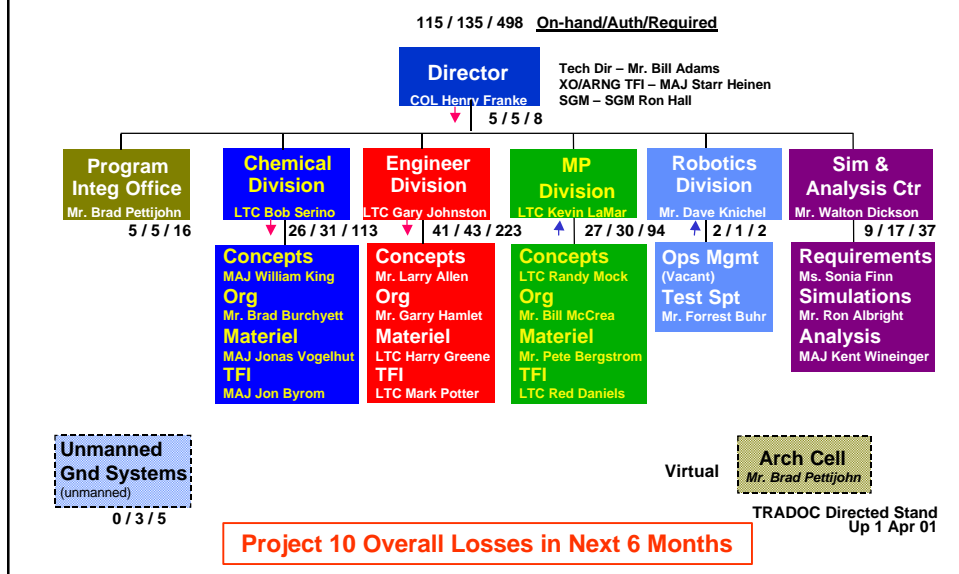 115 / 135 / 498 On-hand/Auth/Required
Director
COL Henry Franke
Tech Dir – Mr. Bill Adams
XO/ARNG TFI – MAJ Starr Heinen
SGM – SGM Ron Hall
5 / 5 / 8
Program
Integ Office
Mr. Brad Pettijohn
5 / 5 / 16
Chemical
Division
LTC Bob Serino
26 / 31 / 113
Concepts
MAJ William King
Org
Mr. Brad Burchyett
Materiel
MAJ Jonas Vogelhut
TFI
MAJ Jon Byrom
Engineer
Division
LTC Gary Johnston
41 / 43 / 223
Concepts
Mr. Larry Allen
Org
Mr. Garry Hamlet
Materiel
LTC Harry Greene
TFI
LTC Mark Potter
MP
Division
LTC Kevin LaMar
27 / 30 / 94
Concepts
LTC Randy Mock
Org
Mr. Bill McCrea
Materiel
Mr. Pete Bergstrom
TFI
LTC Red Daniels
Robotics
Division
Mr. Dave Knichel
2 / 1 / 2
Ops Mgmt
(Vacant)
Test Spt
Mr. Forrest Buhr
Sim &
Analysis Ctr
Mr. Walton Dickson
9 / 17 / 37
Requirements
Ms. Sonia Finn
Simulations
Mr. Ron Albright
Analysis
MAJ Kent Wineinger
Unmanned
Gnd Systems
(unmanned)
0 / 3 / 5
Virtual
Arch Cell
Mr. Brad Pettijohn
TRADOC Directed Stand
Up 1 Apr 01
Project 10 Overall Losses in Next 6 Months